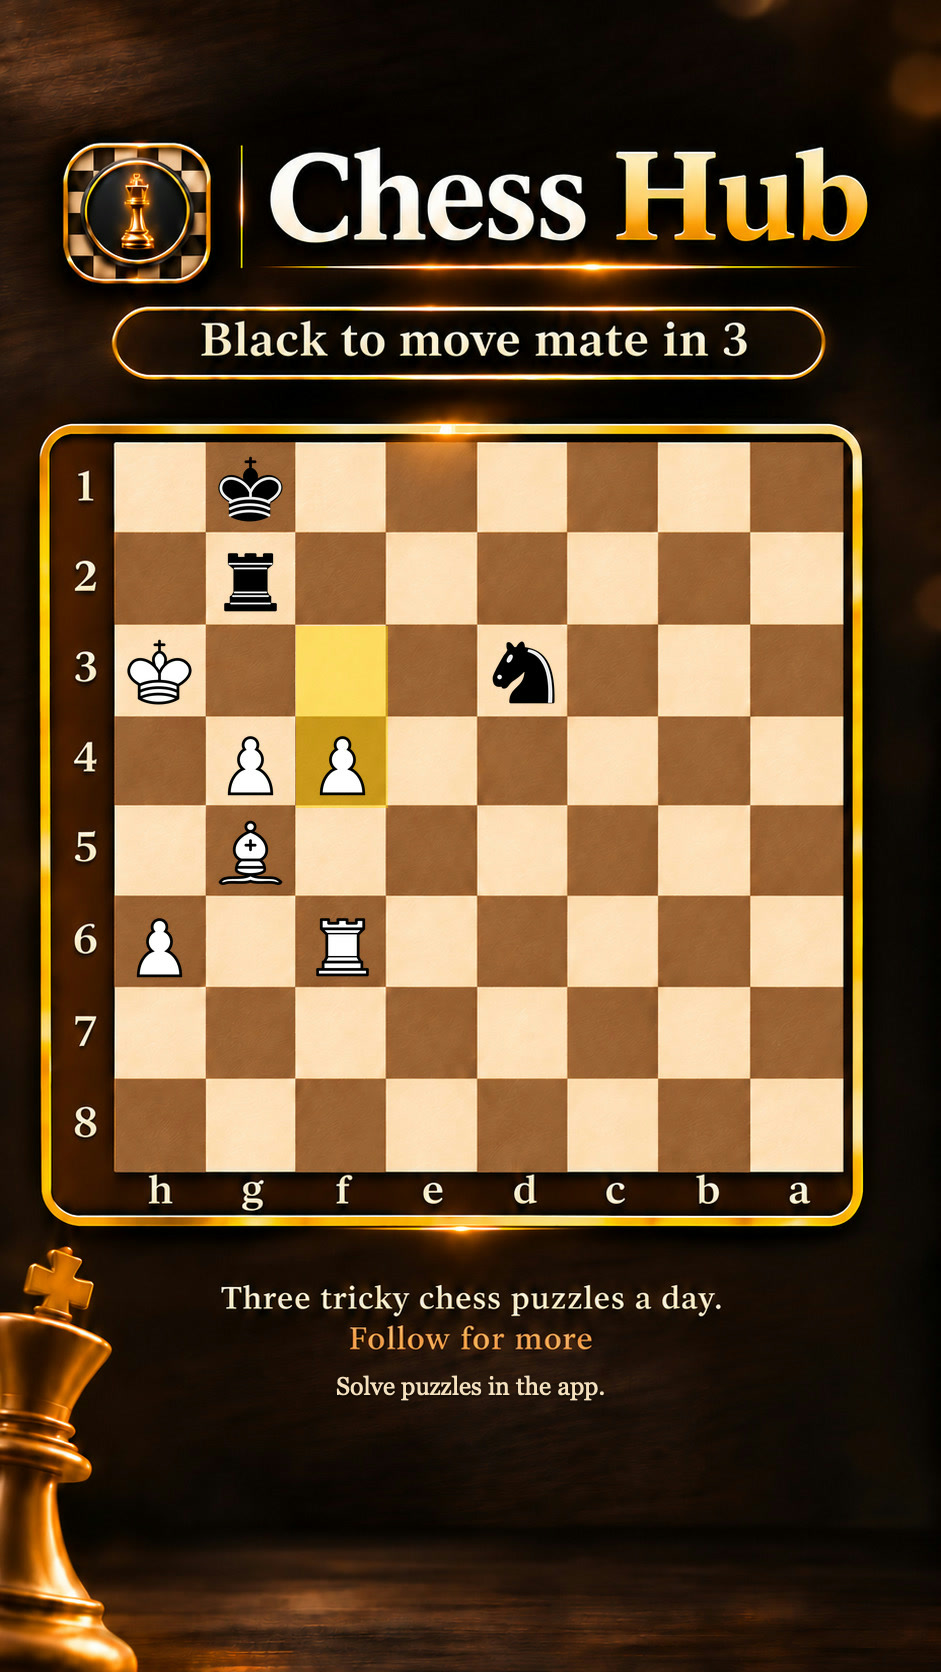 Chess Hub
Black to move mate in 3
1
2
3
4
5
6
7
8
h g f e d c b a
Three tricky chess puzzles a day.
Follow for more
Solve puzzles in the app.